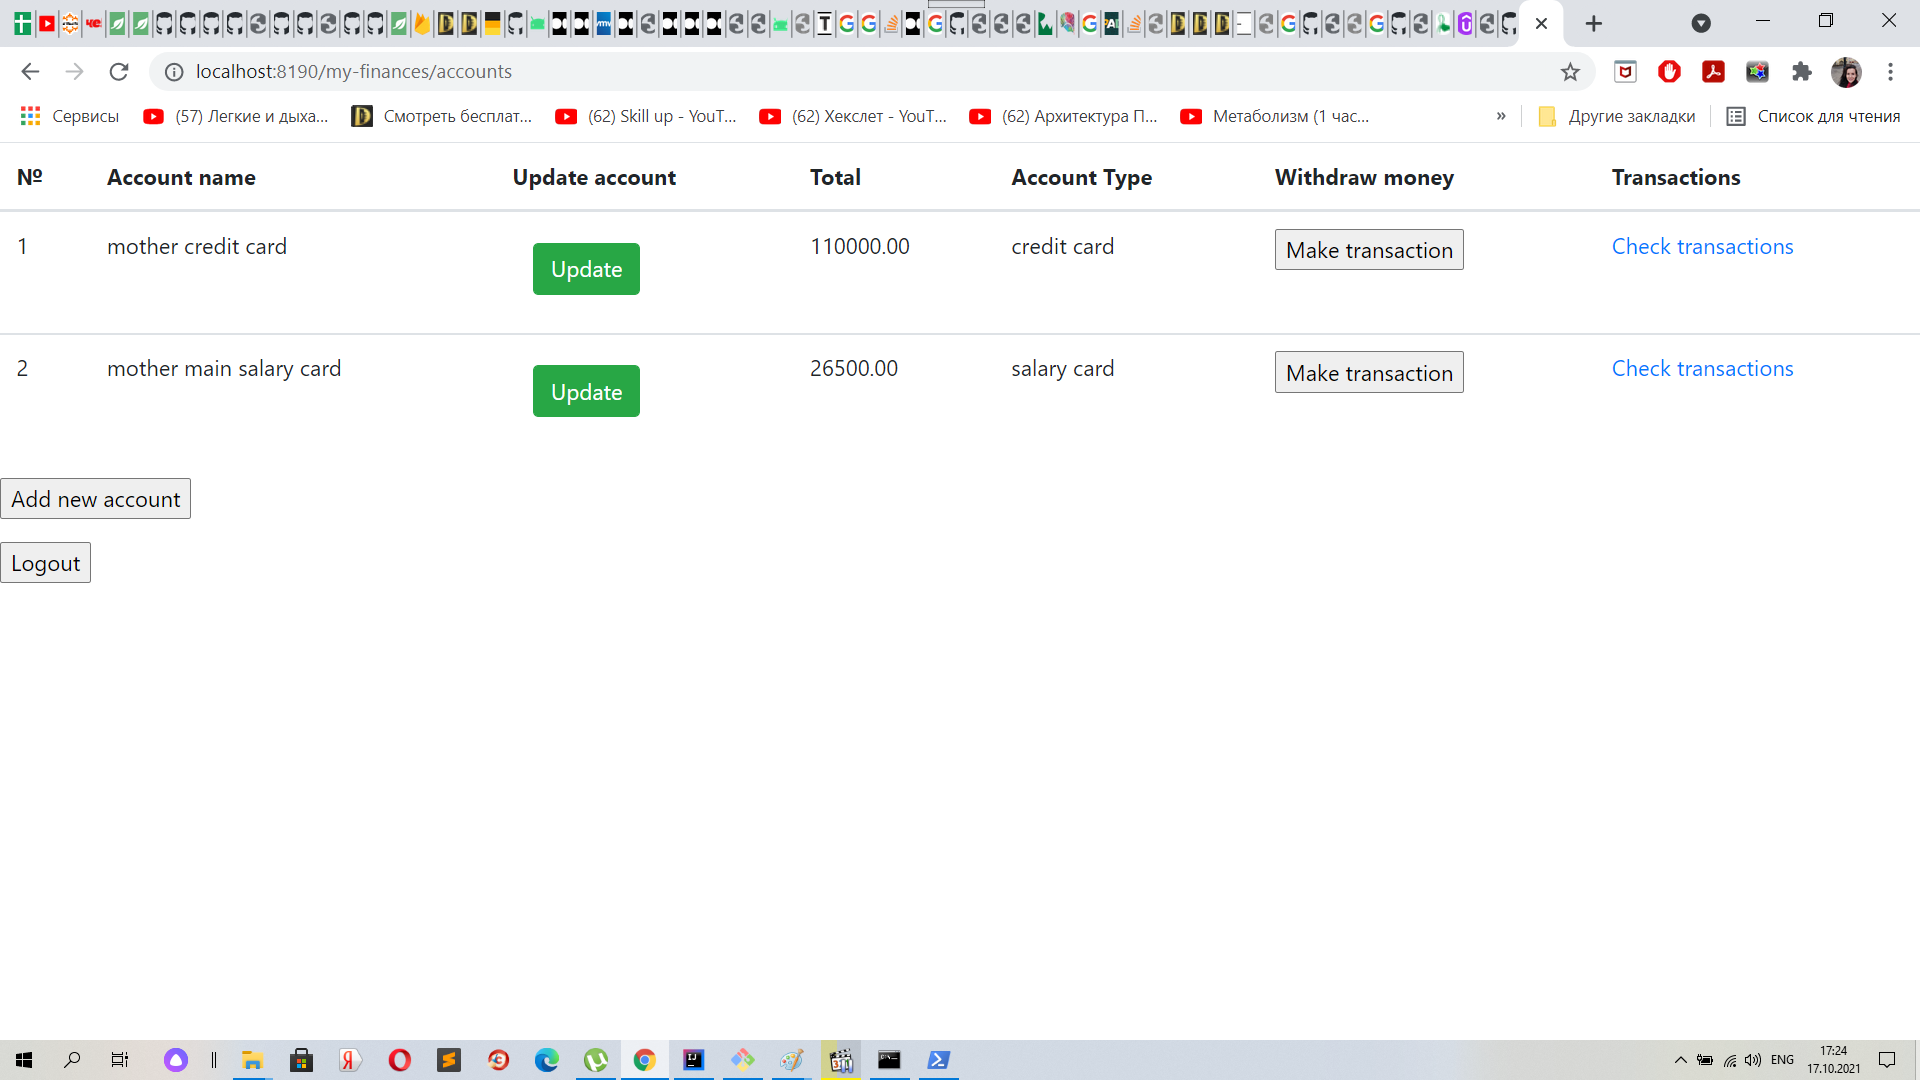 localhost:8190/my-finances/accounts
Сервисы (57) Легкие и дыха... Смотреть бесплат... (62) Skill up - YouT... (62) Хекслет - YouT... (62) Архитектура П... Метаболизм (1 час... » Другие закладки Список для чтения
№ Account name Update account Total Account Type Withdraw money Transactions
1 mother credit card Update 110000.00 credit card Make transaction Check transactions
2 mother main salary card Update 26500.00 salary card Make transaction Check transactions
Add new account
Logout
ENG 17:24
17.10.2021